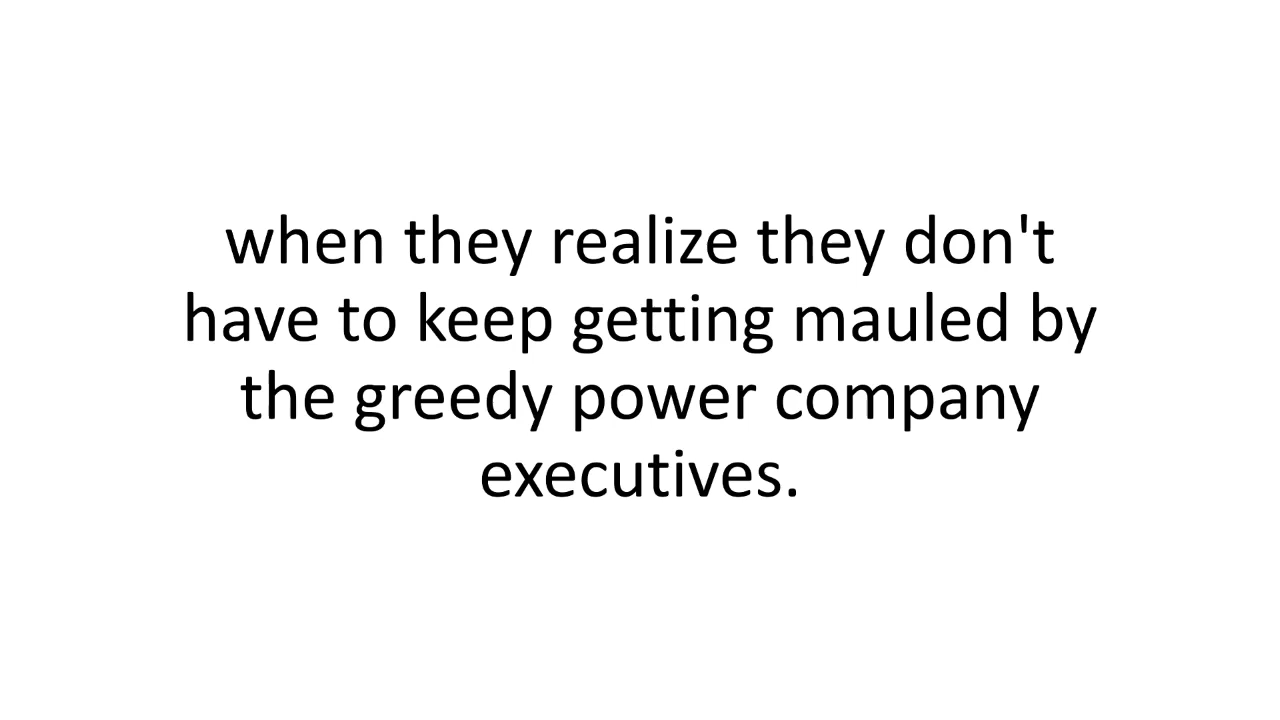 when they realize they don't
have to keep getting mauled by
the greedy power company
executives.